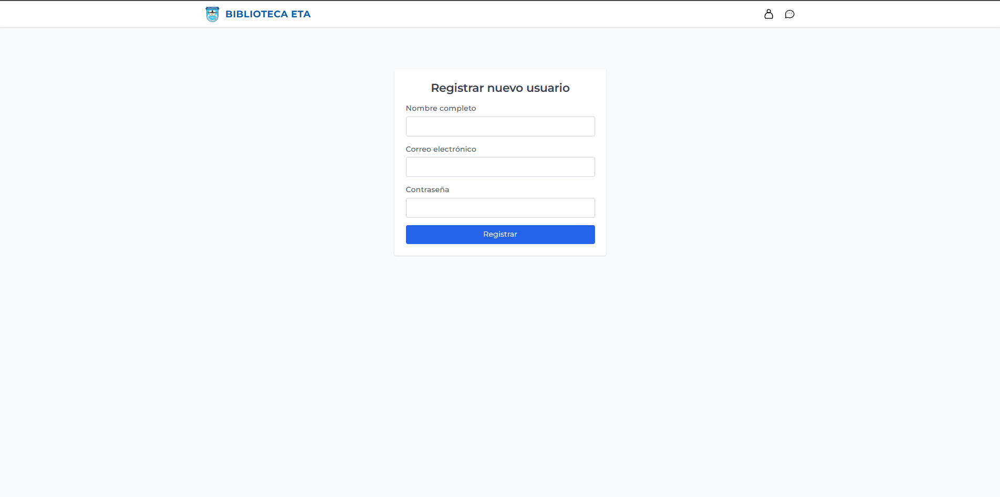 BIBLIOTECA ETA
Registrar nuevo usuario
Nombre completo
Correo electrónico
Contraseña
Registrar